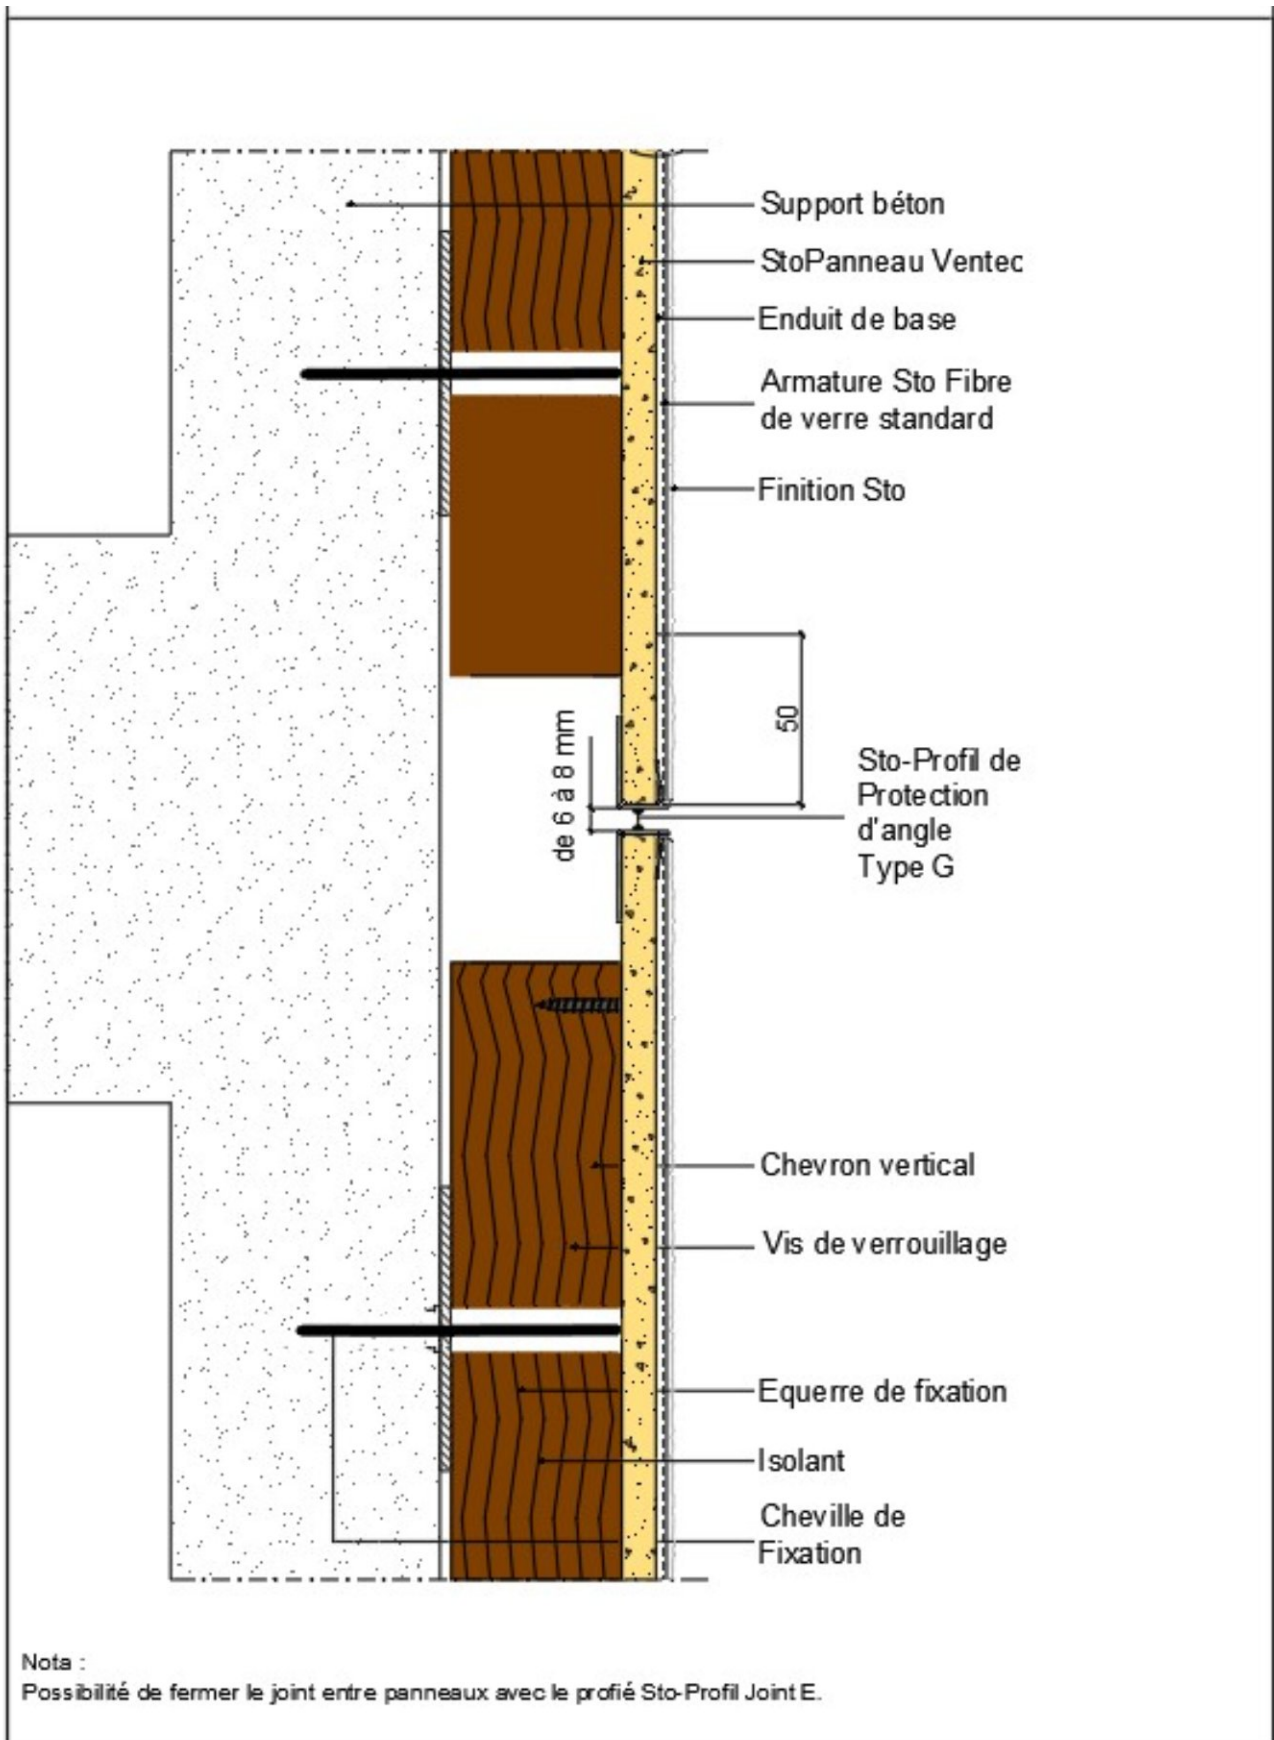 Support béton
StoPanneau Ventec
Enduit de base
Armature Sto Fibre
de verre standard
Finition Sto
50
de 6 à 8 mm
Sto-Profil de
Protection
d'angle
Type G
Chevron vertical
Vis de verrouillage
Equerre de fixation
Isolant
Cheville de
Fixation
Nota :
Possibilité de fermer le joint entre panneaux avec le profié Sto-Profil Joint E.